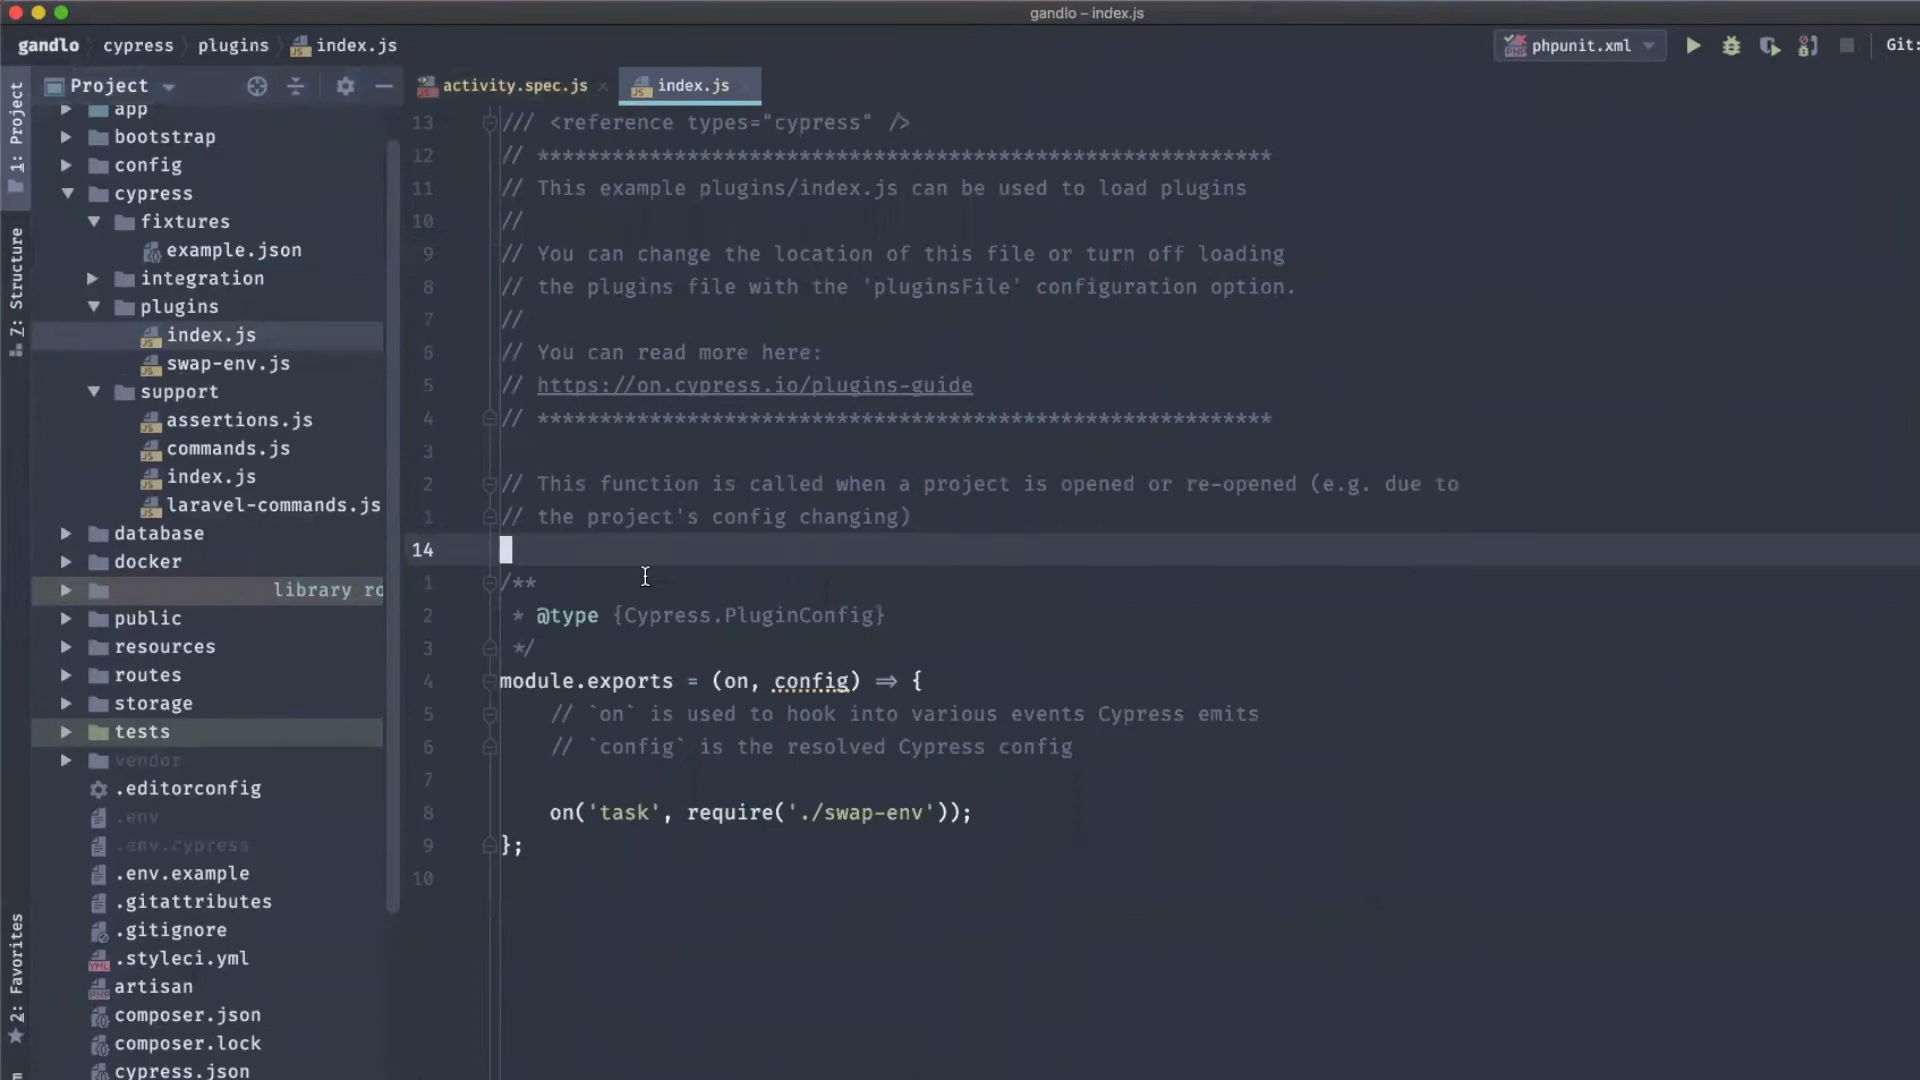 gandlo – index.js
gandlo cypress plugins index.js
phpunit.xml
Git:
1: Project
7: Structure
2: Favorites
Project
app
bootstrap
config
cypress
fixtures
example.json
integration
plugins
index.js
swap-env.js
support
assertions.js
commands.js
index.js
laravel-commands.js
database
docker
library ro
public
resources
routes
storage
tests
vendor
.editorconfig
.env
.env.cypress
.env.example
.gitattributes
.gitignore
.styleci.yml
artisan
composer.json
composer.lock
cypress.json
activity.spec.js
index.js
13 /// <reference types="cypress" />
12 // ***********************************************************
11 // This example plugins/index.js can be used to load plugins
10 //
9 // You can change the location of this file or turn off loading
8 // the plugins file with the 'pluginsFile' configuration option.
7 //
6 // You can read more here:
5 // https://on.cypress.io/plugins-guide
4 // ***********************************************************
3
2 // This function is called when a project is opened or re-opened (e.g. due to
1 // the project's config changing)
14
1 /**
2 * @type {Cypress.PluginConfig}
3 */
4 module.exports = (on, config) => {
5 // `on` is used to hook into various events Cypress emits
6 // `config` is the resolved Cypress config
7
8 on('task', require('./swap-env'));
9 };
10